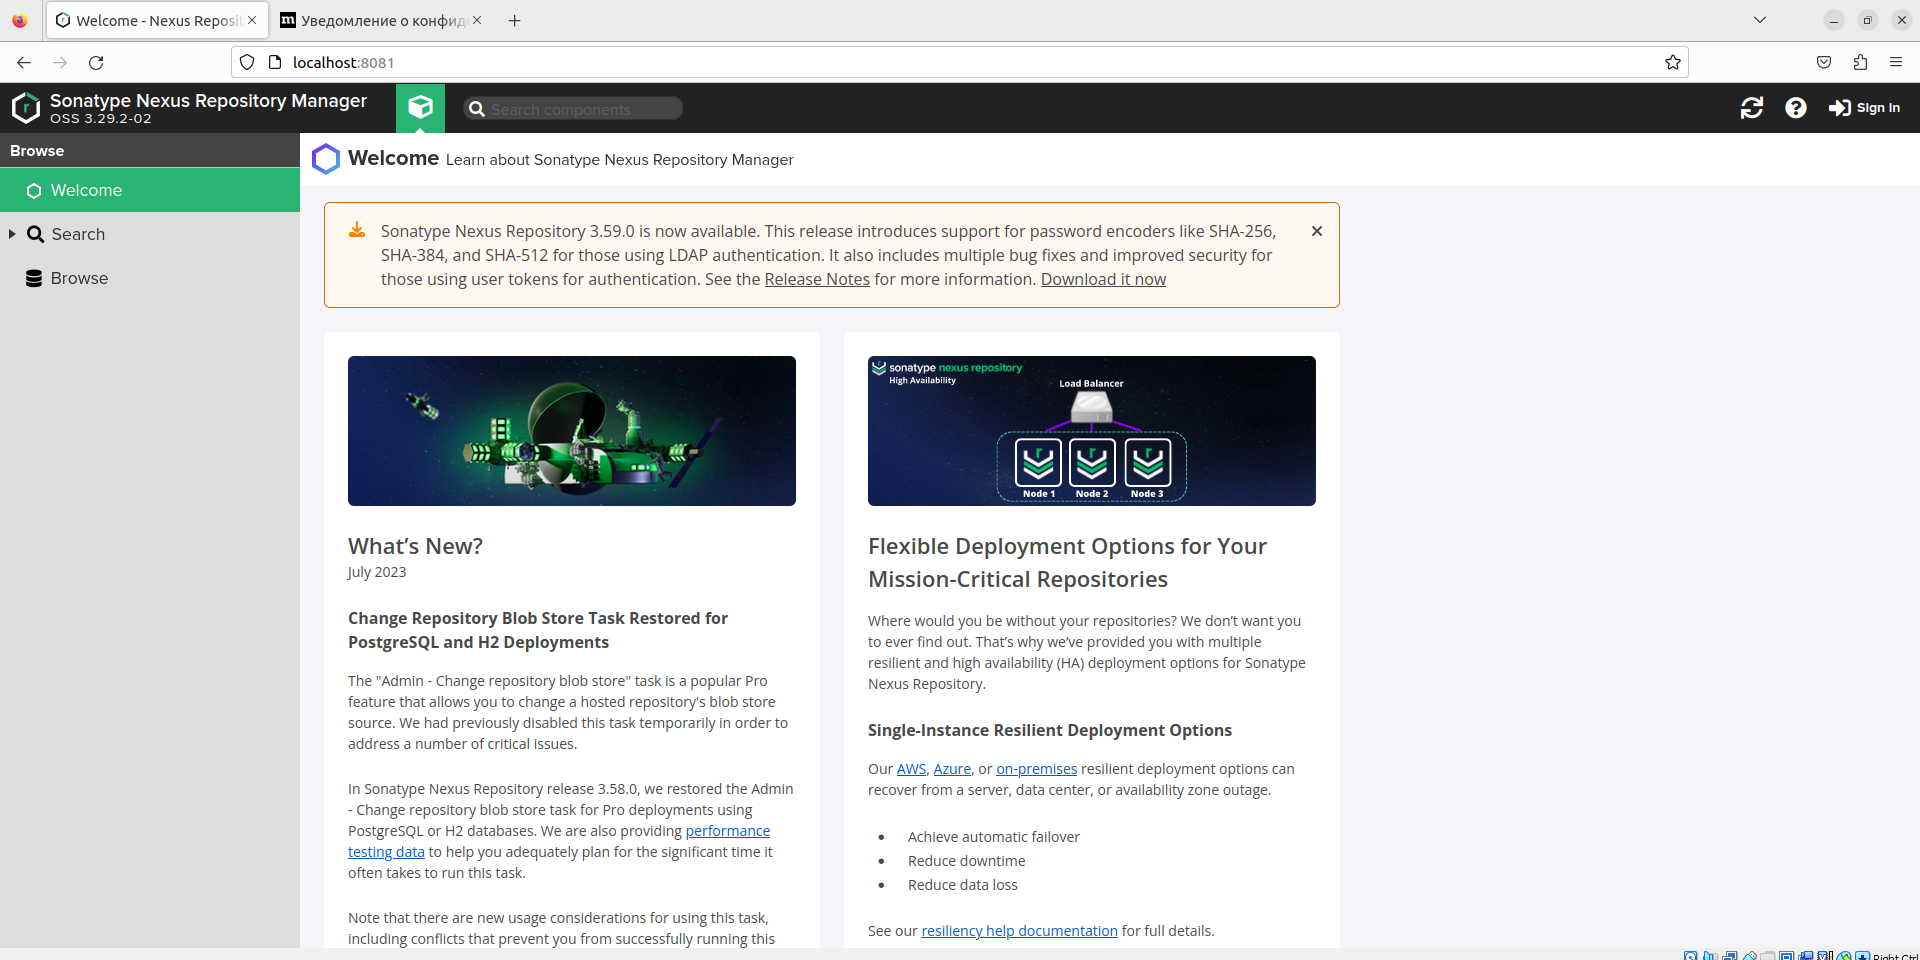 Welcome - Nexus Reposit
Уведомление о конфид
localhost:8081
Sonatype Nexus Repository Manager
OSS 3.29.2-02
Search components
Sign in
Browse
Welcome
Search
Browse
Welcome Learn about Sonatype Nexus Repository Manager
Sonatype Nexus Repository 3.59.0 is now available. This release introduces support for password encoders like SHA-256,
SHA-384, and SHA-512 for those using LDAP authentication. It also includes multiple bug fixes and improved security for
those using user tokens for authentication. See the Release Notes for more information. Download it now
What’s New?
July 2023
Change Repository Blob Store Task Restored for
PostgreSQL and H2 Deployments
The "Admin - Change repository blob store" task is a popular Pro
feature that allows you to change a hosted repository's blob store
source. We had previously disabled this task temporarily in order to
address a number of critical issues.
In Sonatype Nexus Repository release 3.58.0, we restored the Admin
- Change repository blob store task for Pro deployments using
PostgreSQL or H2 databases. We are also providing performance
testing data to help you adequately plan for the significant time it
often takes to run this task.
Note that there are new usage considerations for using this task,
including conflicts that prevent you from successfully running this
sonatype nexus repository
High Availability
Load Balancer
Node 1 Node 2 Node 3
Flexible Deployment Options for Your
Mission-Critical Repositories
Where would you be without your repositories? We don’t want you
to ever find out. That’s why we’ve provided you with multiple
resilient and high availability (HA) deployment options for Sonatype
Nexus Repository.
Single-Instance Resilient Deployment Options
Our AWS, Azure, or on-premises resilient deployment options can
recover from a server, data center, or availability zone outage.
Achieve automatic failover
Reduce downtime
Reduce data loss
See our resiliency help documentation for full details.
Right Ctrl